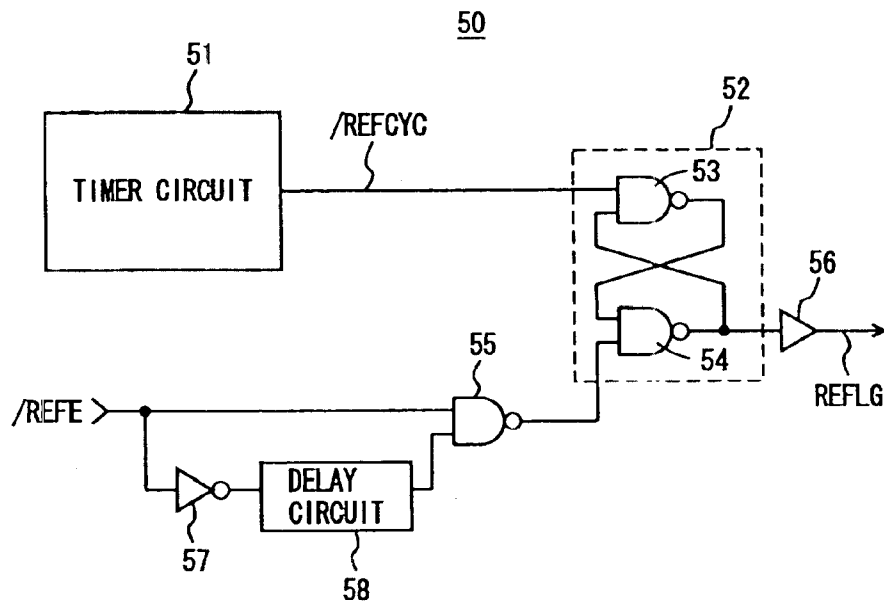 50
51
TIMER CIRCUIT
/REFCYC
52
53
54
56
REFLG
55
/REFE
57
DELAY
CIRCUIT
58